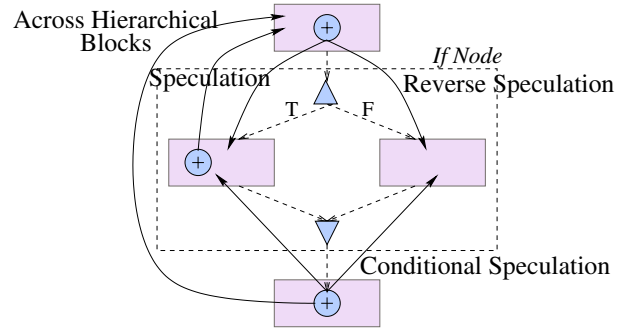 Across Hierarchical
Blocks
+
If Node
Speculation
Reverse Speculation
T
F
+
Conditional Speculation
+